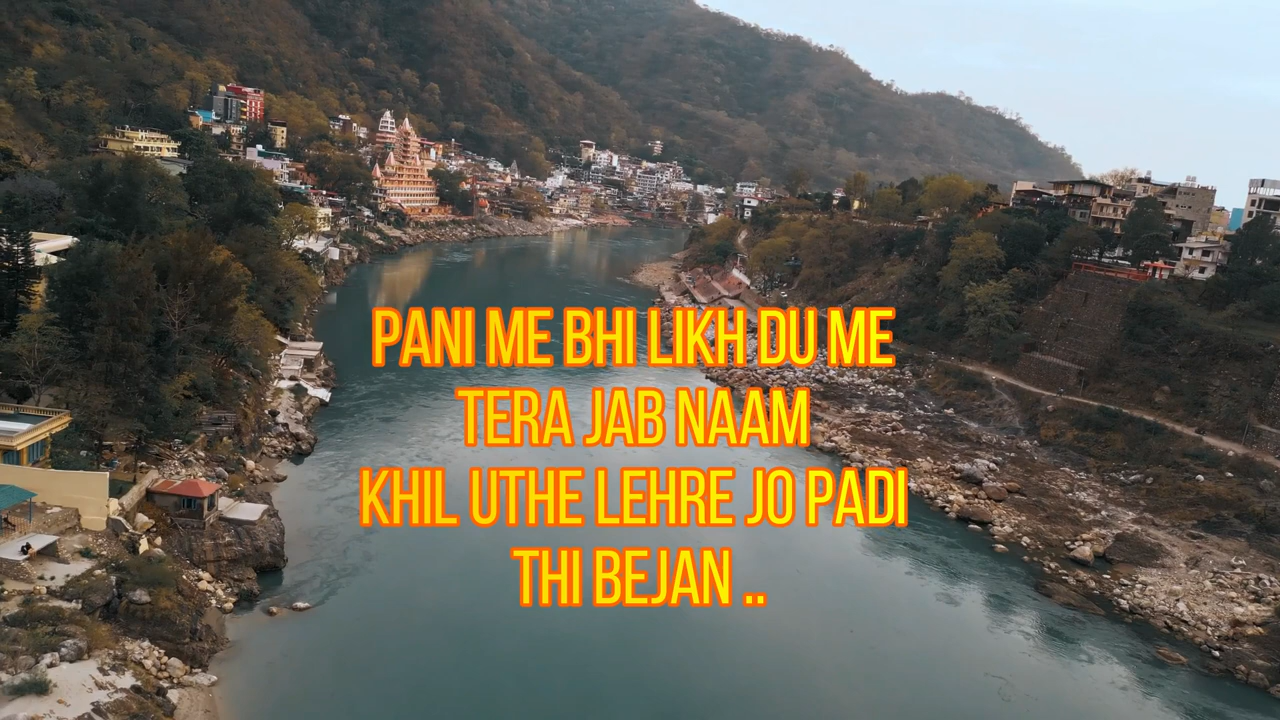 PANI ME BHI LIKH DU ME
TERA JAB NAAM
KHIL UTHE LEHRE JO PADI
THI BEJAN ..